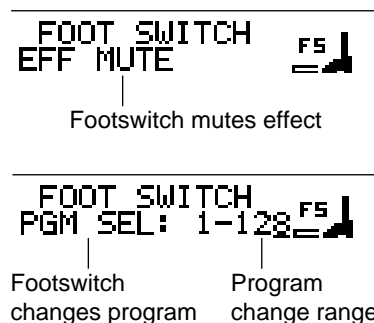 FOOT SWITCH
EFF MUTE
FS
Footswitch mutes effect
FOOT SWITCH
PGM SEL: 1-128
FS
Footswitch
changes program
Program
change range